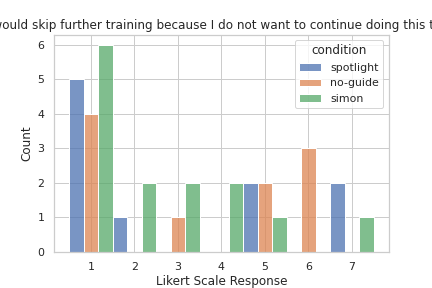 would skip further training because I do not want to continue doing this t
condition
spotlight
no-guide
simon
6
5
4
3
2
1
0
Count
1 2 3 4 5 6 7
Likert Scale Response